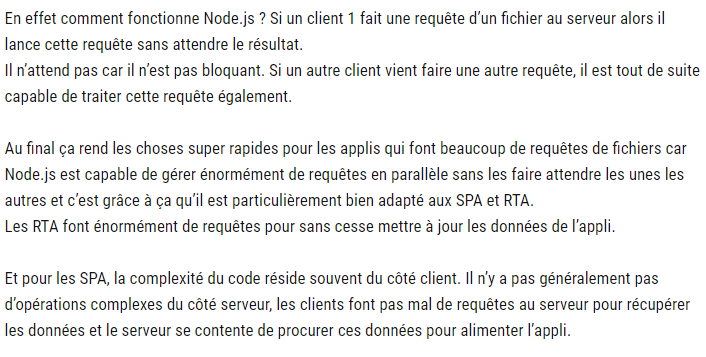 En effet comment fonctionne Node.js ? Si un client 1 fait une requête d’un fichier au serveur alors il
lance cette requête sans attendre le résultat.
Il n’attend pas car il n’est pas bloquant. Si un autre client vient faire une autre requête, il est tout de suite
capable de traiter cette requête également.
Au final ça rend les choses super rapides pour les applis qui font beaucoup de requêtes de fichiers car
Node.js est capable de gérer énormément de requêtes en parallèle sans les faire attendre les unes les
autres et c’est grâce à ça qu’il est particulièrement bien adapté aux SPA et RTA.
Les RTA font énormément de requêtes pour sans cesse mettre à jour les données de l’appli.
Et pour les SPA, la complexité du code réside souvent du côté client. Il n’y a pas généralement pas
d’opérations complexes du côté serveur, les clients font pas mal de requêtes au serveur pour récupérer
les données et le serveur se contente de procurer ces données pour alimenter l’appli.